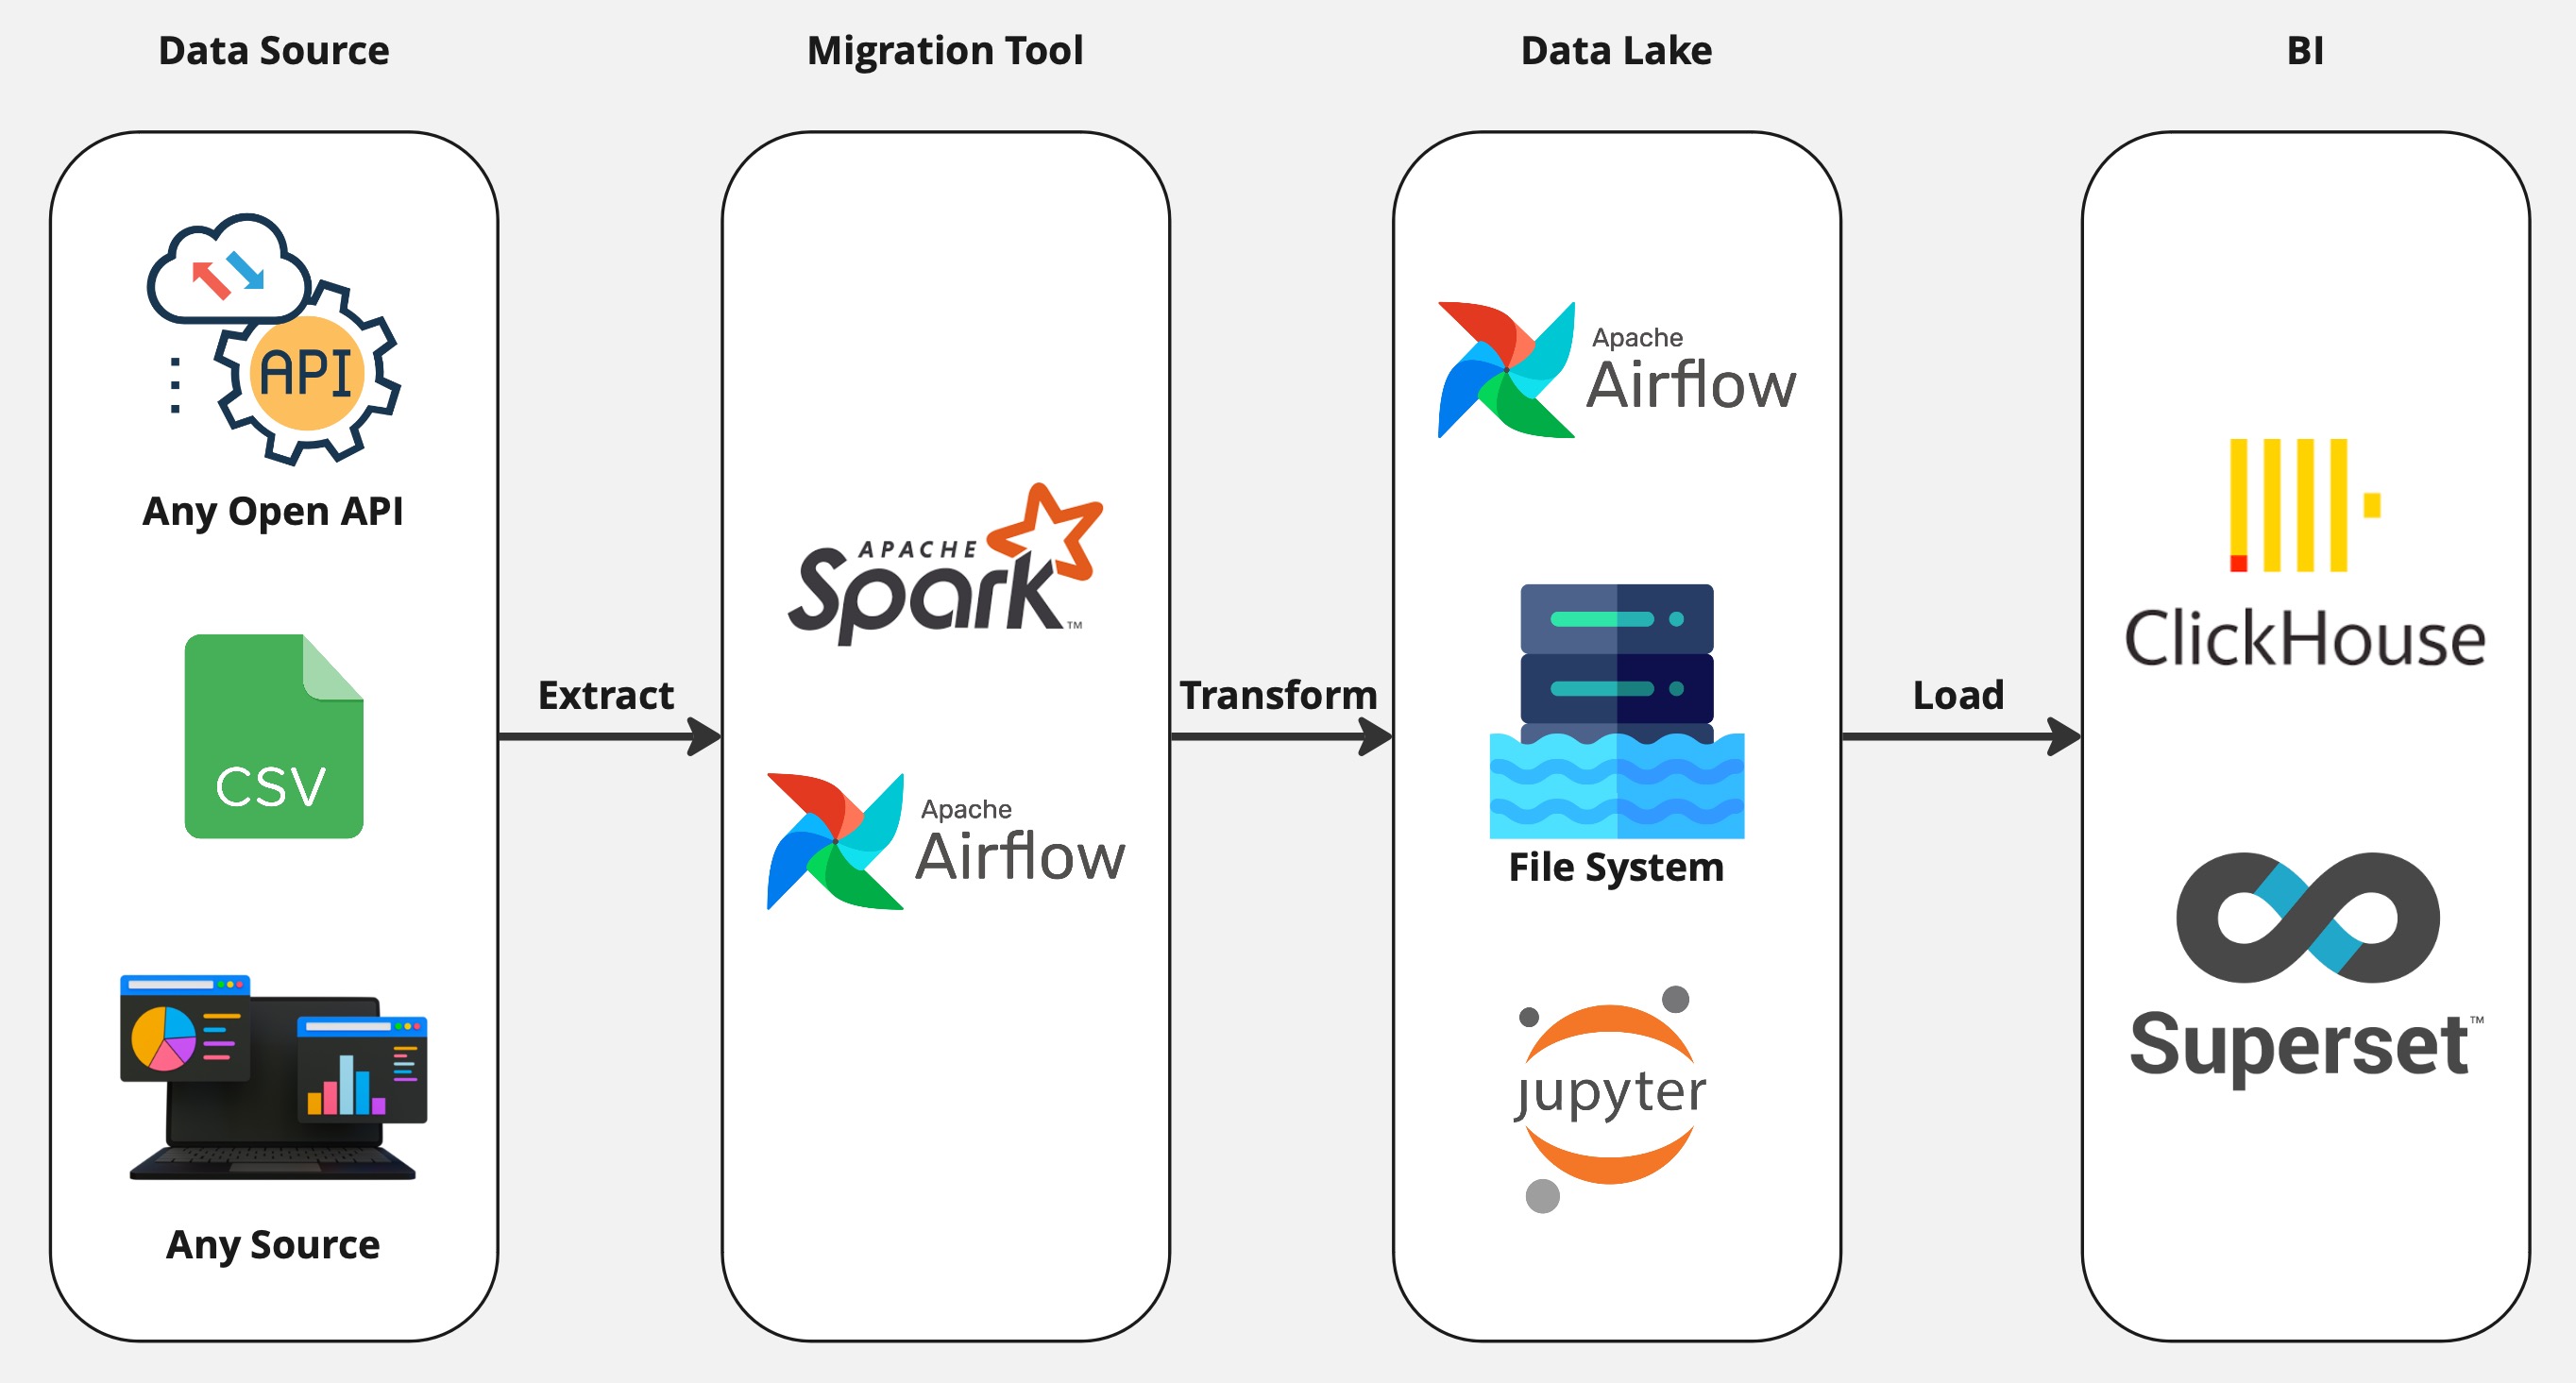 Data Source
Migration Tool
Data Lake
BI
API
Any Open API
CSV
Any Source
Extract
APACHE
Spark™
Apache
Airflow
Transform
Apache
Airflow
File System
jupyter
Load
ClickHouse
Superset™